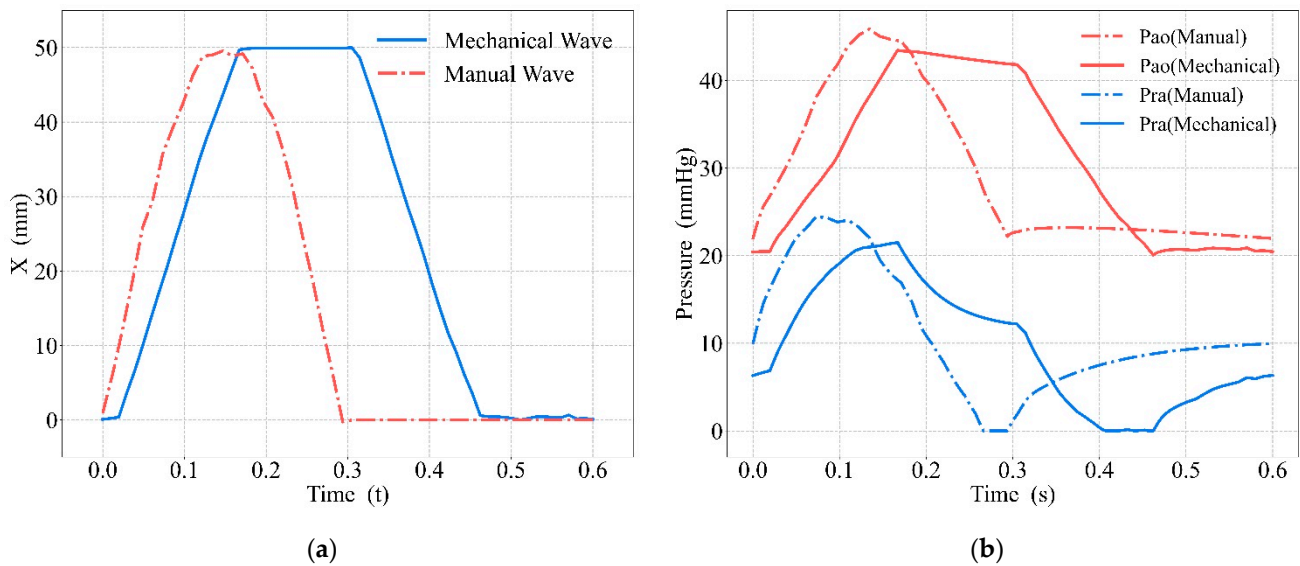 50
40
30
20
10
0
X (mm)
Mechanical Wave
Manual Wave
0.0 0.1 0.2 0.3 0.4 0.5 0.6
Time (t)
(a)
40
30
20
10
0
Pressure (mmHg)
Pao(Manual)
Pao(Mechanical)
Pra(Manual)
Pra(Mechanical)
0.0 0.1 0.2 0.3 0.4 0.5 0.6
Time (s)
(b)